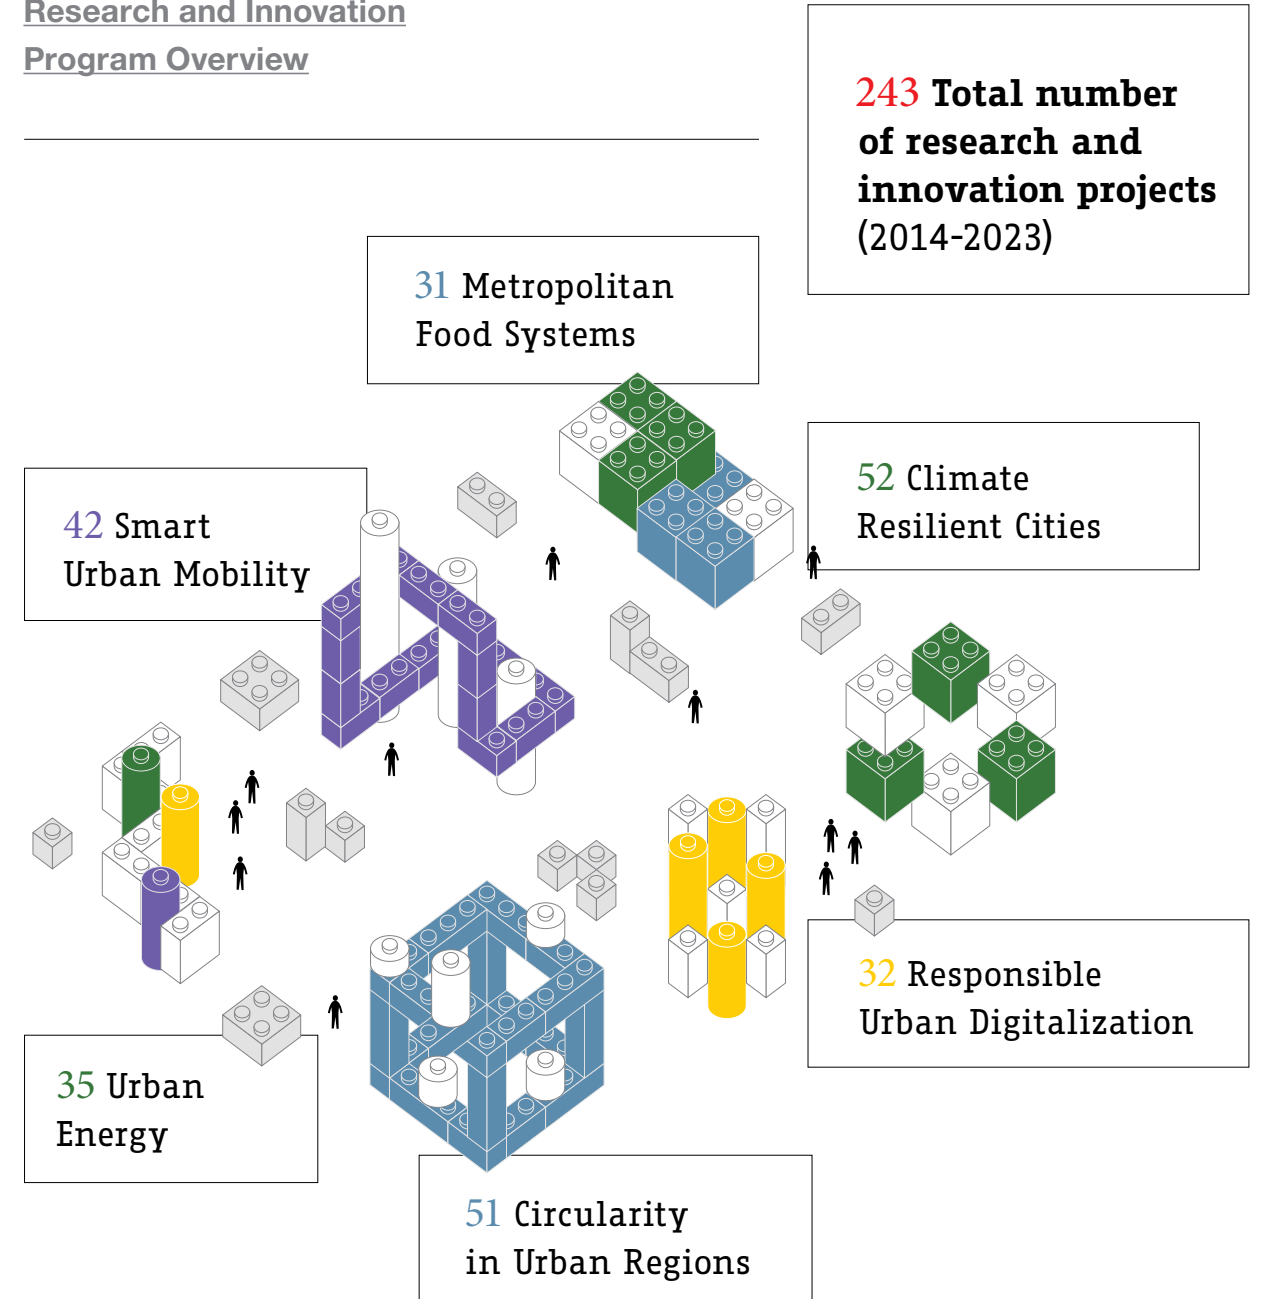 Research and Innovation
Program Overview
243 Total number
of research and
innovation projects
(2014-2023)
31 Metropolitan
Food Systems
52 Climate
Resilient Cities
42 Smart
Urban Mobility
32 Responsible
Urban Digitalization
35 Urban
Energy
51 Circularity
in Urban Regions